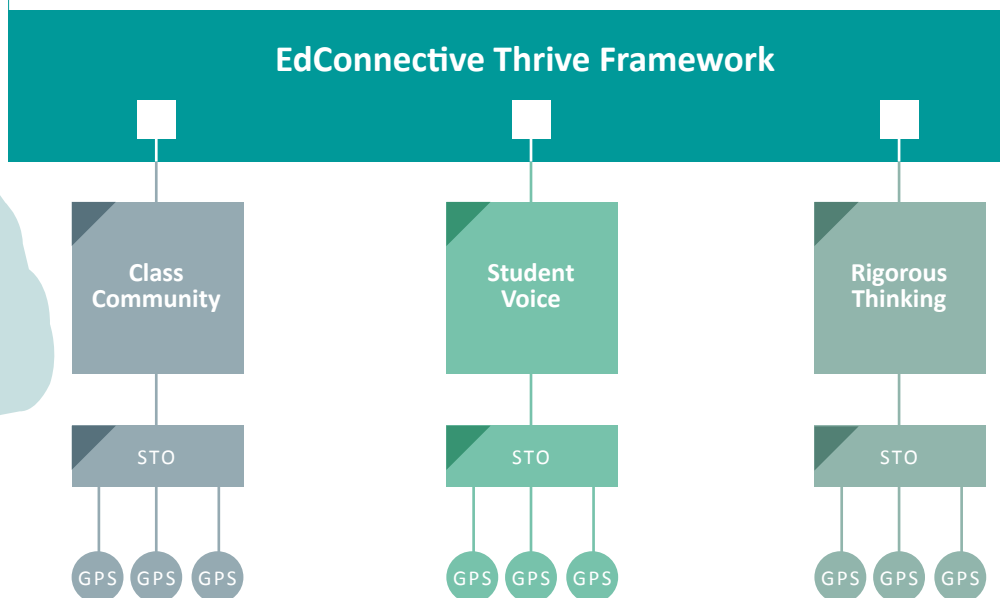 EdConnective Thrive Framework
Class
Community
Student
Voice
Rigorous
Thinking
STO
STO
STO
GPS
GPS
GPS
GPS
GPS
GPS
GPS
GPS
GPS